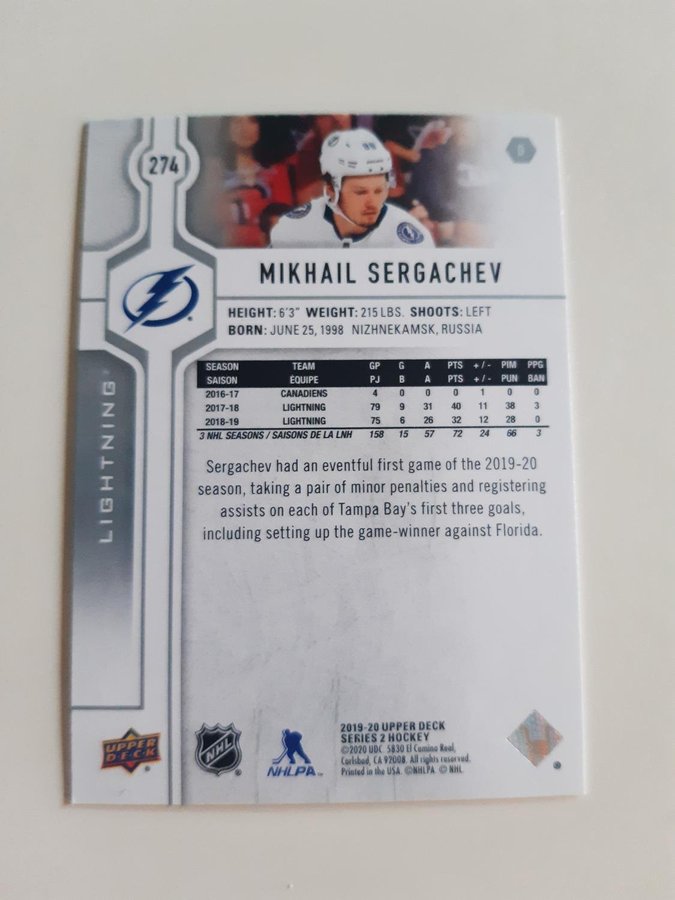 274
D
98
MIKHAIL SERGACHEV
HEIGHT: 6'3" WEIGHT: 215 LBS. SHOOTS: LEFT
BORN: JUNE 25, 1998 NIZHNEKAMSK, RUSSIA
SEASON TEAM GP G A PTS +/- PIM PPG
SAISON ÉQUIPE PJ B A PTS +/- PUN BAN
2016-17 CANADIENS 4 0 0 0 1 0 0
2017-18 LIGHTNING 79 9 31 40 11 38 3
2018-19 LIGHTNING 75 6 26 32 12 28 0
3 NHL SEASONS / SAISONS DE LA LNH 158 15 57 72 24 66 3
LIGHTNING
Sergachev had an eventful first game of the 2019-20
season, taking a pair of minor penalties and registering
assists on each of Tampa Bay's first three goals,
including setting up the game-winner against Florida.
UPPER
DECK
NHL
NHLPA
2019-20 UPPER DECK
SERIES 2 HOCKEY
©2020 UDC. 5830 El Camino Real,
Carlsbad, CA 92008. All rights reserved.
Printed in the USA. ©NHLPA © NHL